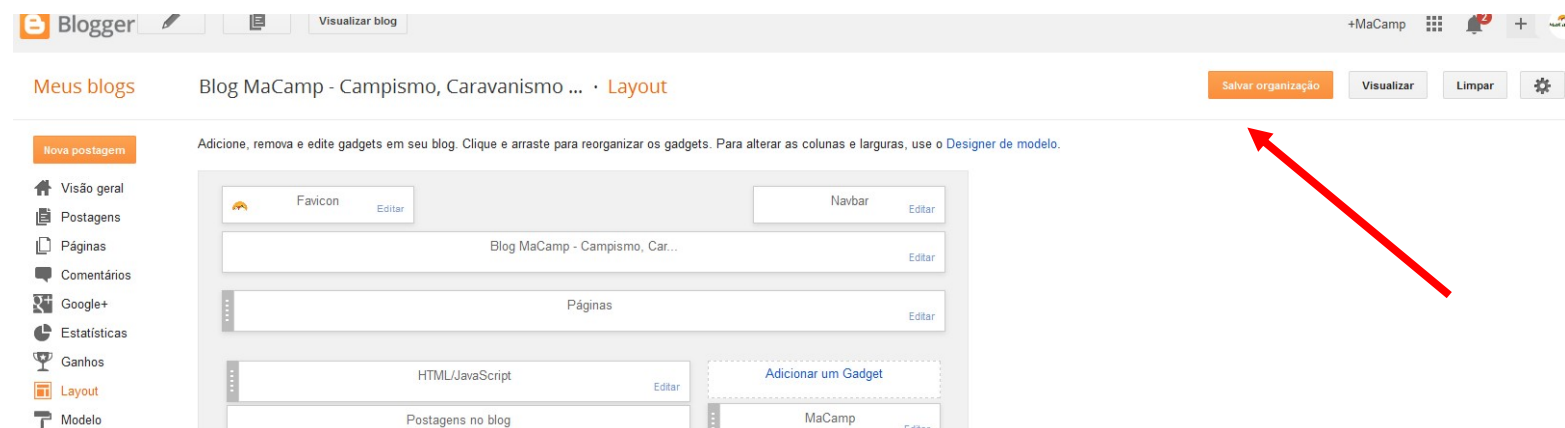 Blogger Visualizar blog +MaCamp 2 +
Meus blogs Blog MaCamp - Campismo, Caravanismo ... · Layout Salvar organização Visualizar Limpar
Nova postagem Adicione, remova e edite gadgets em seu blog. Clique e arraste para reorganizar os gadgets. Para alterar as colunas e larguras, use o Designer de modelo.
Visão geral
Favicon Editar
Navbar Editar
Postagens
Páginas
Blog MaCamp - Campismo, Car... Editar
Comentários
Google+
Páginas Editar
Estatísticas
Ganhos
HTML/JavaScript Editar
Adicionar um Gadget
Layout
Modelo
Postagens no blog
MaCamp Editar